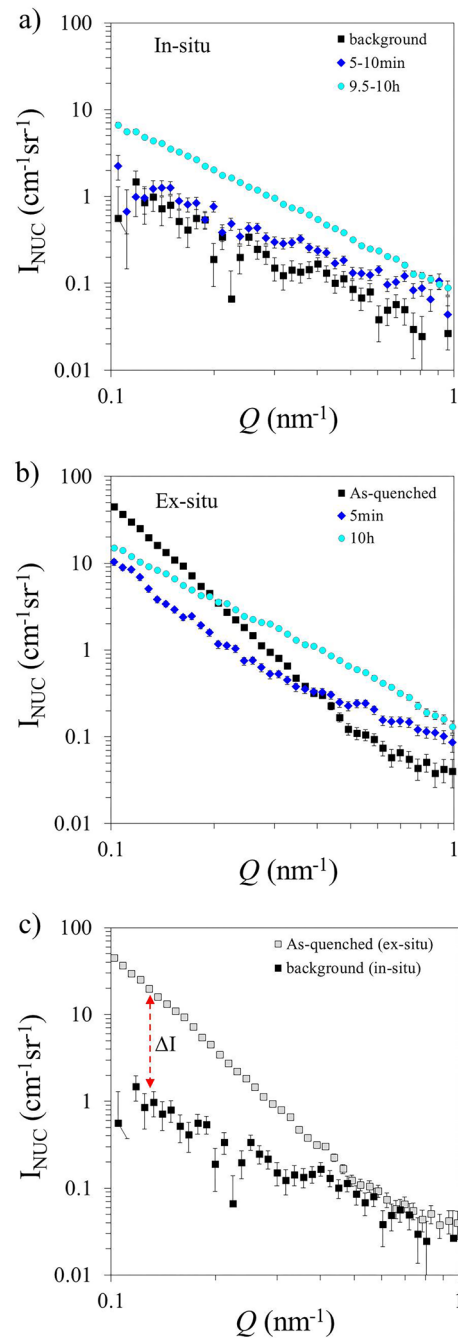 a)
In-situ
background
5-10min
9.5-10h
100
10
1
0.1
0.01
I_NUC (cm⁻¹sr⁻¹)
0.1
1
Q (nm⁻¹)
b)
Ex-situ
As-quenched
5min
10h
100
10
1
0.1
0.01
I_NUC (cm⁻¹sr⁻¹)
0.1
1
Q (nm⁻¹)
c)
As-quenched (ex-situ)
background (in-situ)
ΔI
100
10
1
0.1
0.01
I_NUC (cm⁻¹sr⁻¹)
0.1
1
Q (nm⁻¹)